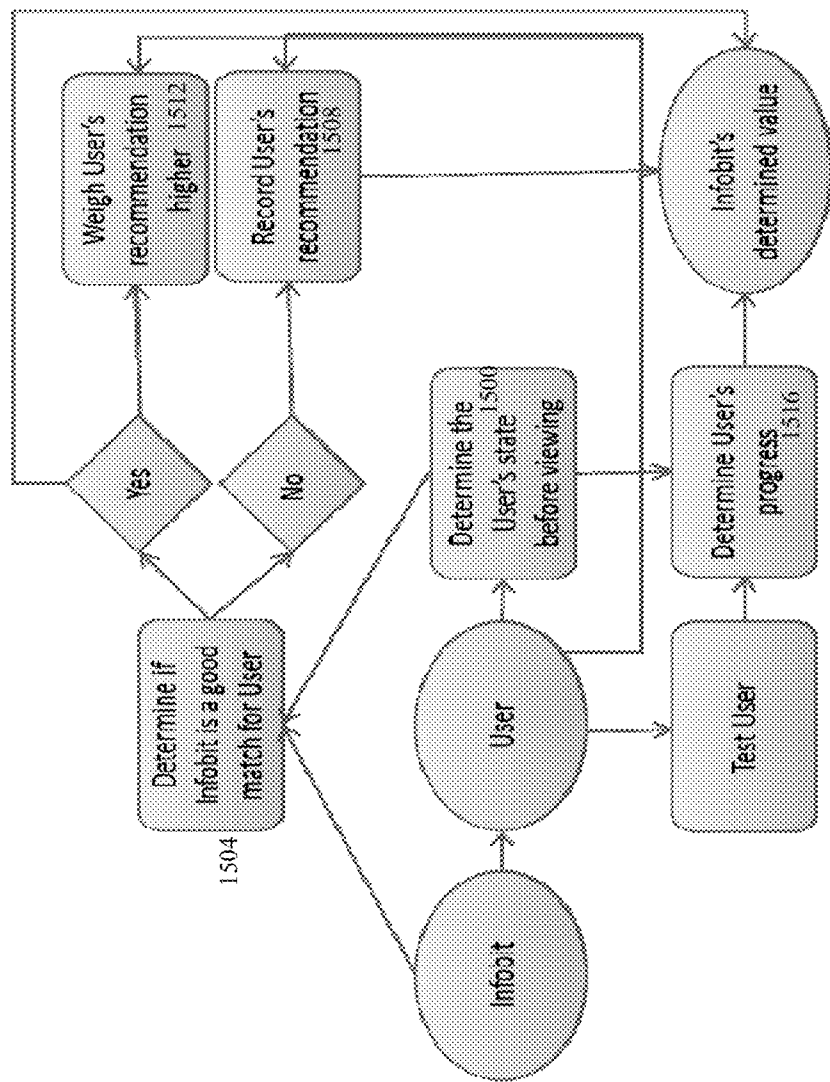 1504
Determine if
Infobit is a good
match for User
Yes
No
Weigh User's
recommendation
higher 1512
Record User's
recommendation
1508
Infobit
User
Determine the
1500
User's state
before viewing
Test User
Determine User's
progress
1516
Infobit's
determined value